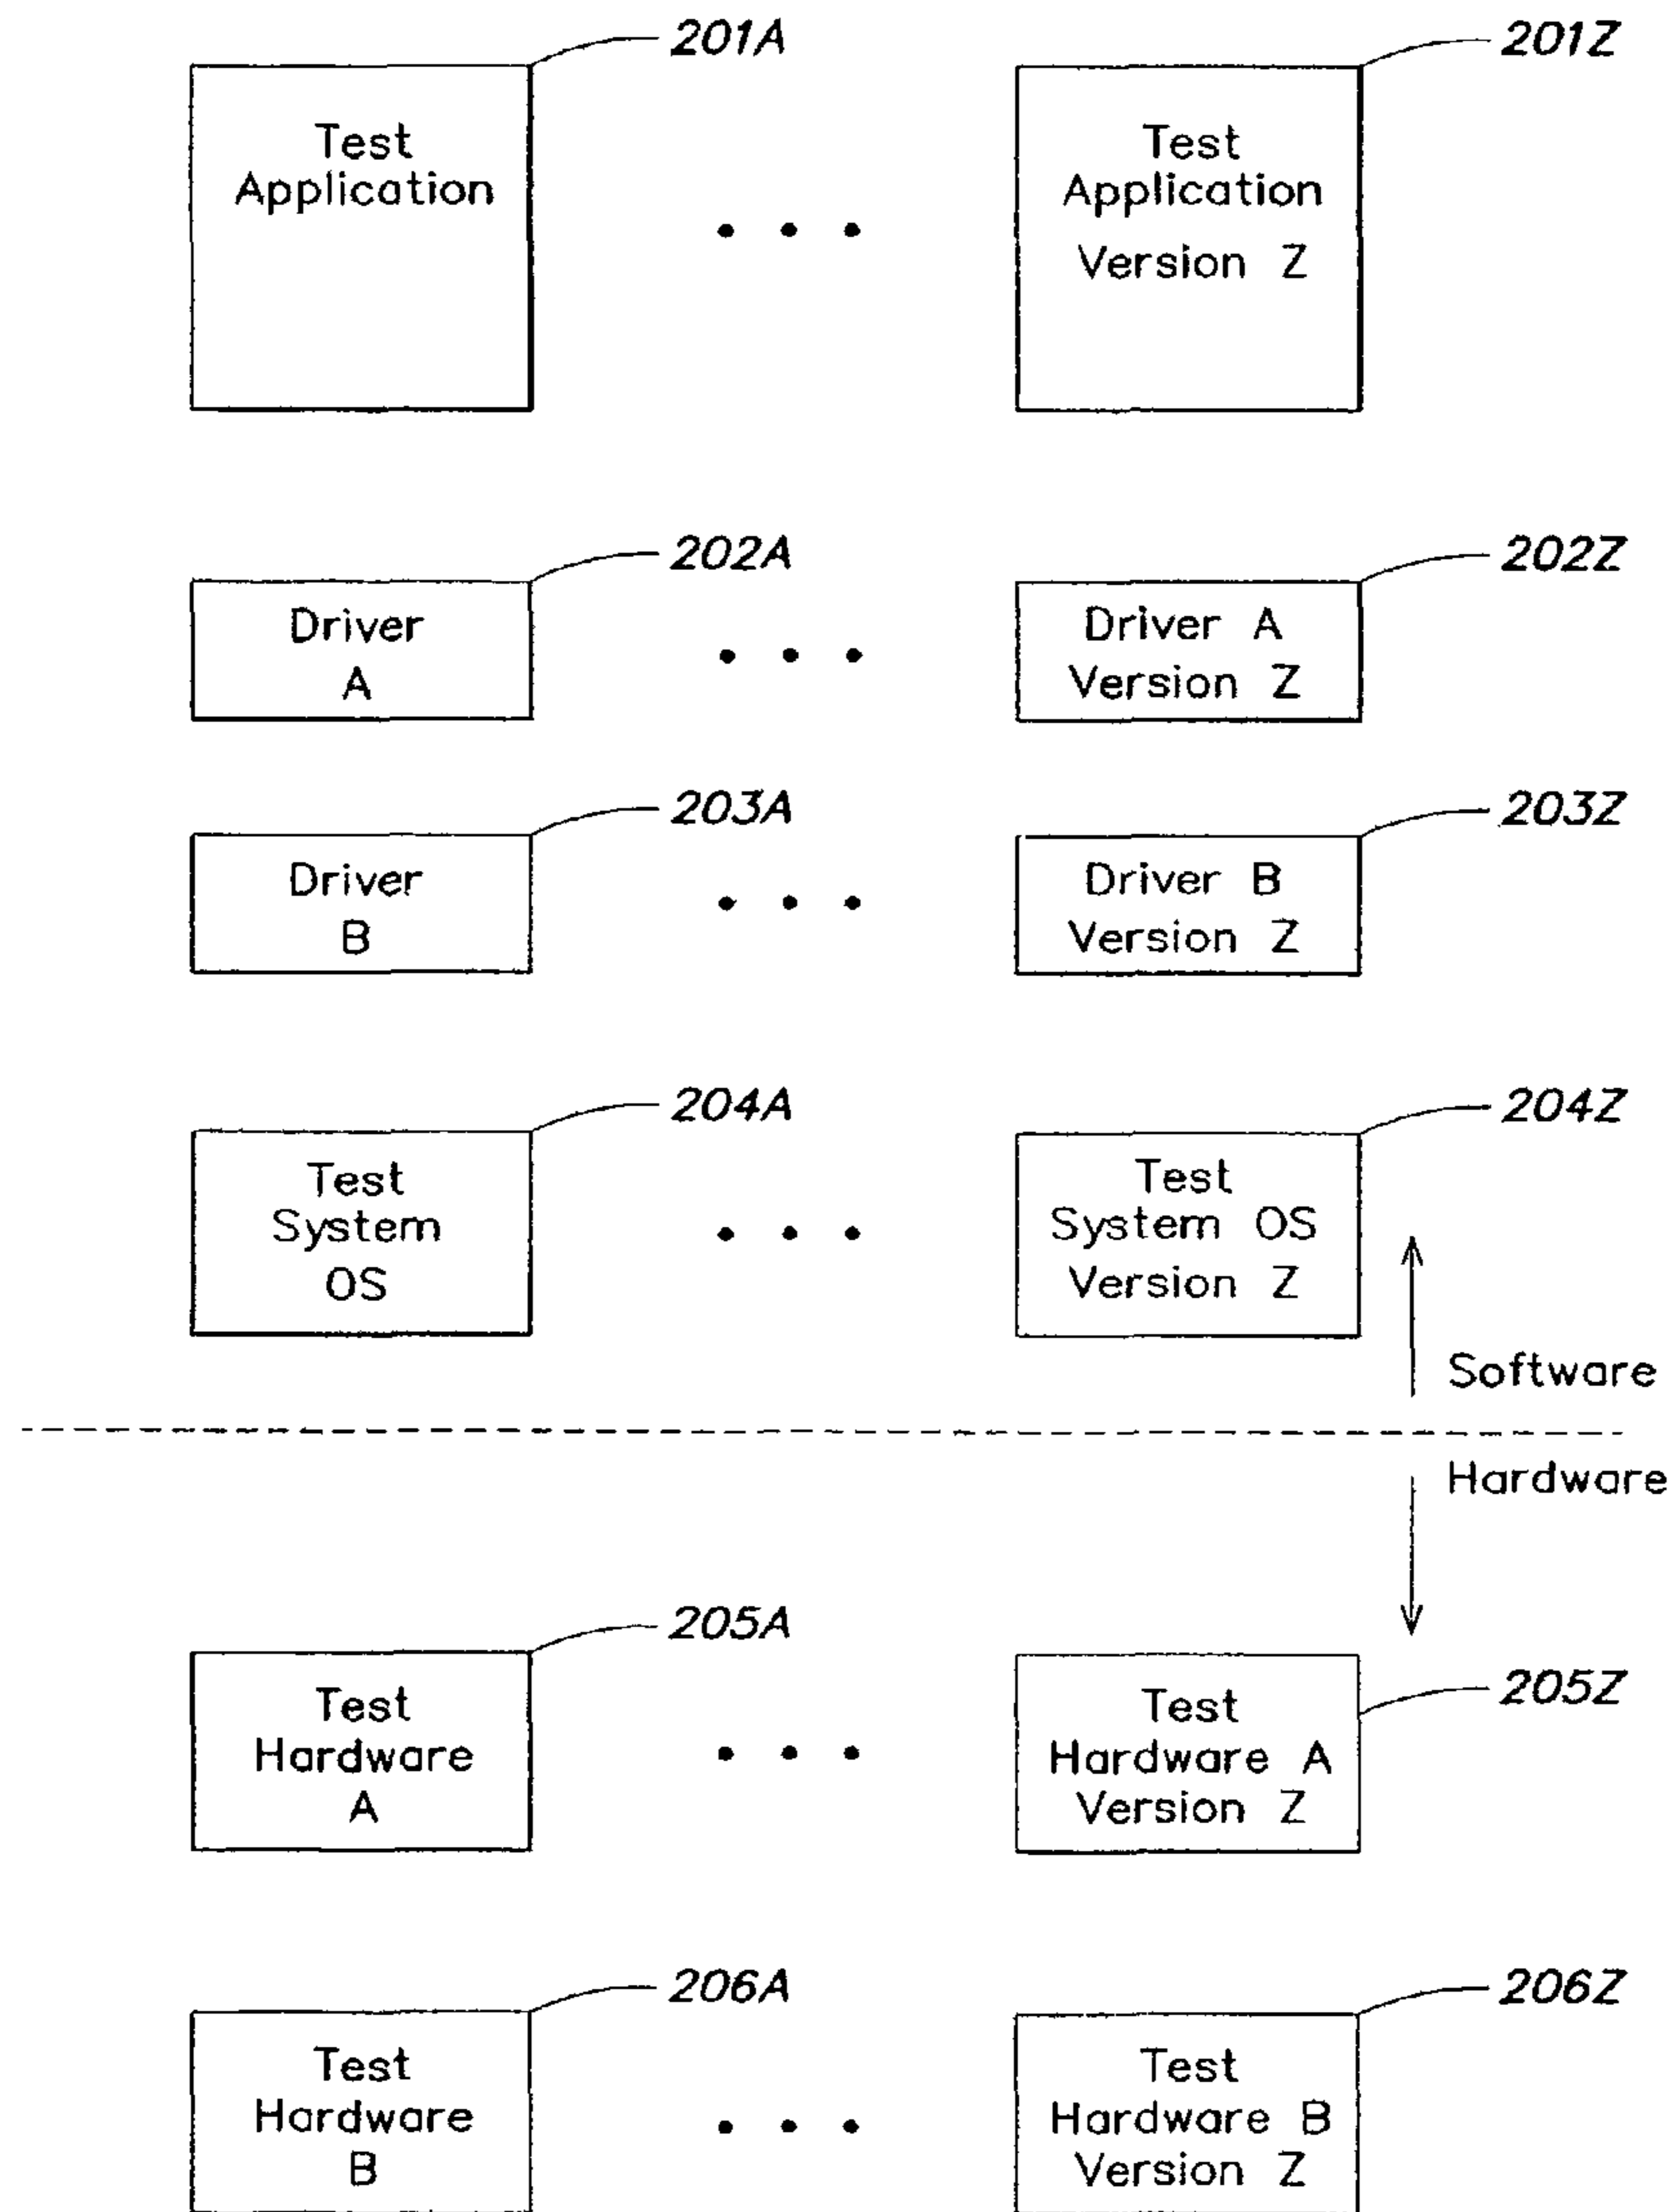 201A
201Z
Test
Application
Test
Application
Version Z
202A
202Z
Driver
A
Driver A
Version Z
203A
203Z
Driver
B
Driver B
Version Z
204A
204Z
Test
System
OS
Test
System OS
Version Z
Software
Hardware
205A
205Z
Test
Hardware
A
Test
Hardware A
Version Z
206A
206Z
Test
Hardware
B
Test
Hardware B
Version Z